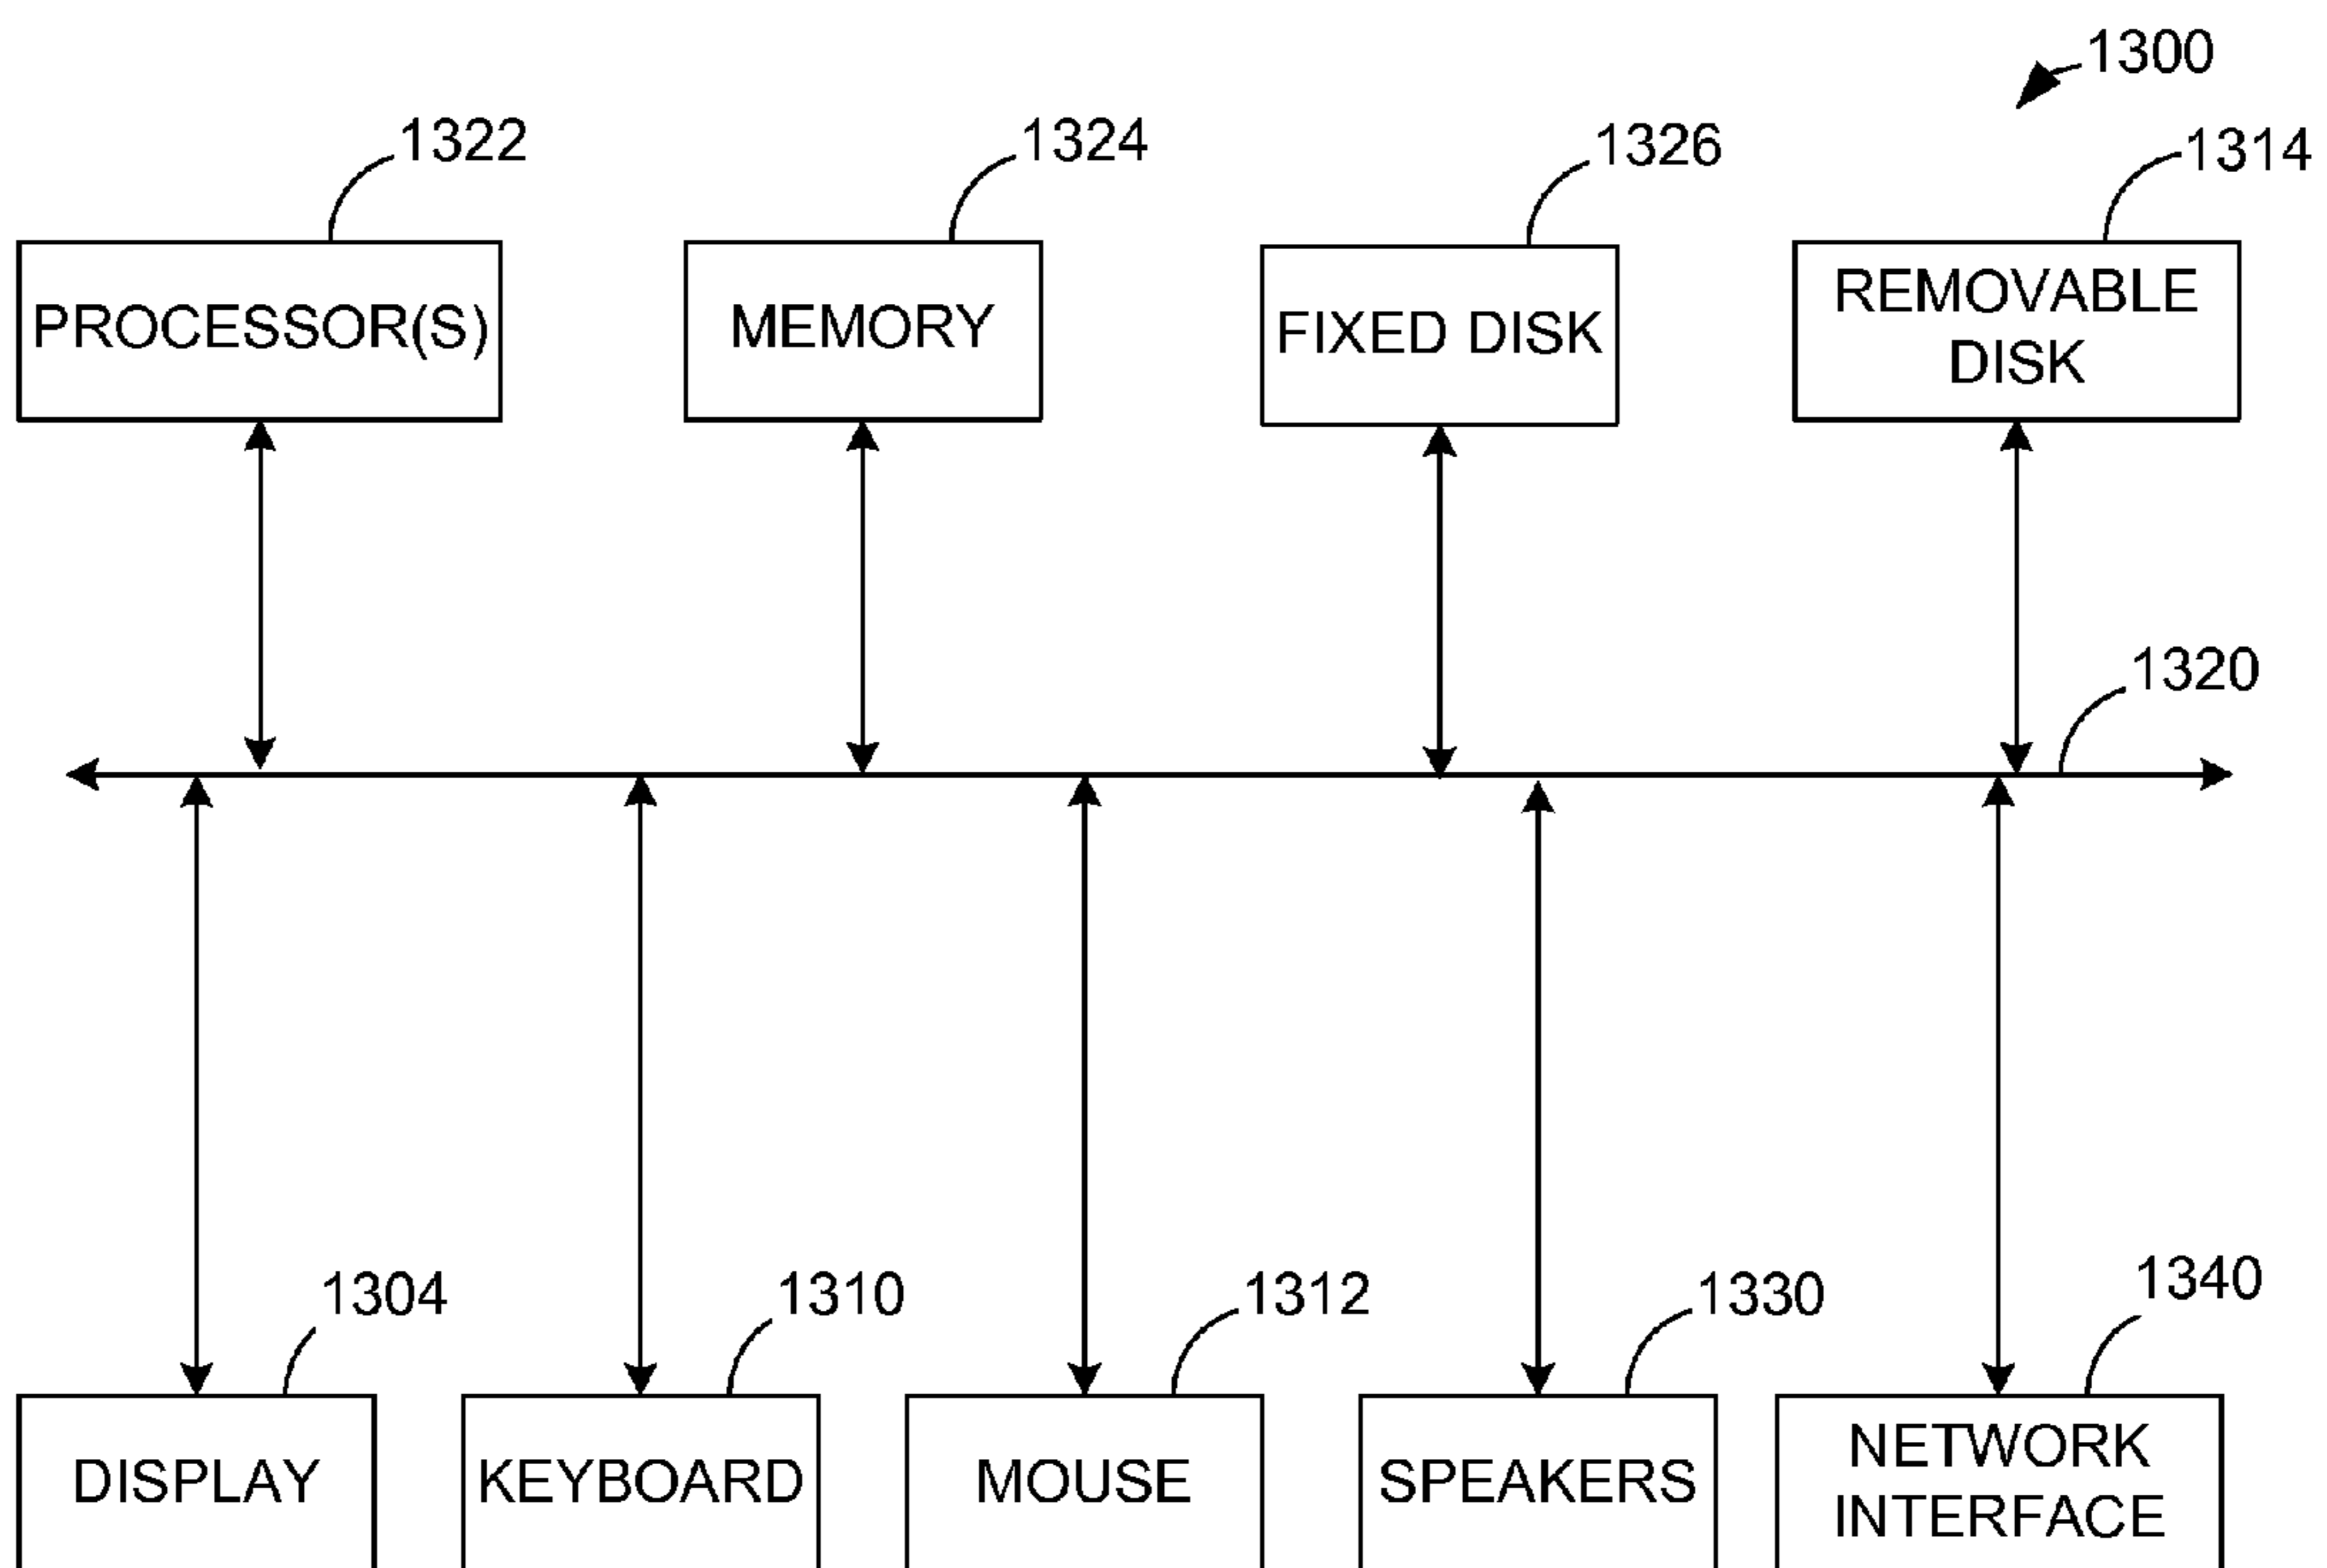 1300
1322
1324
1326
1314
PROCESSOR(S)
MEMORY
FIXED DISK
REMOVABLE
DISK
1320
1304
1310
1312
1330
1340
DISPLAY
KEYBOARD
MOUSE
SPEAKERS
NETWORK
INTERFACE